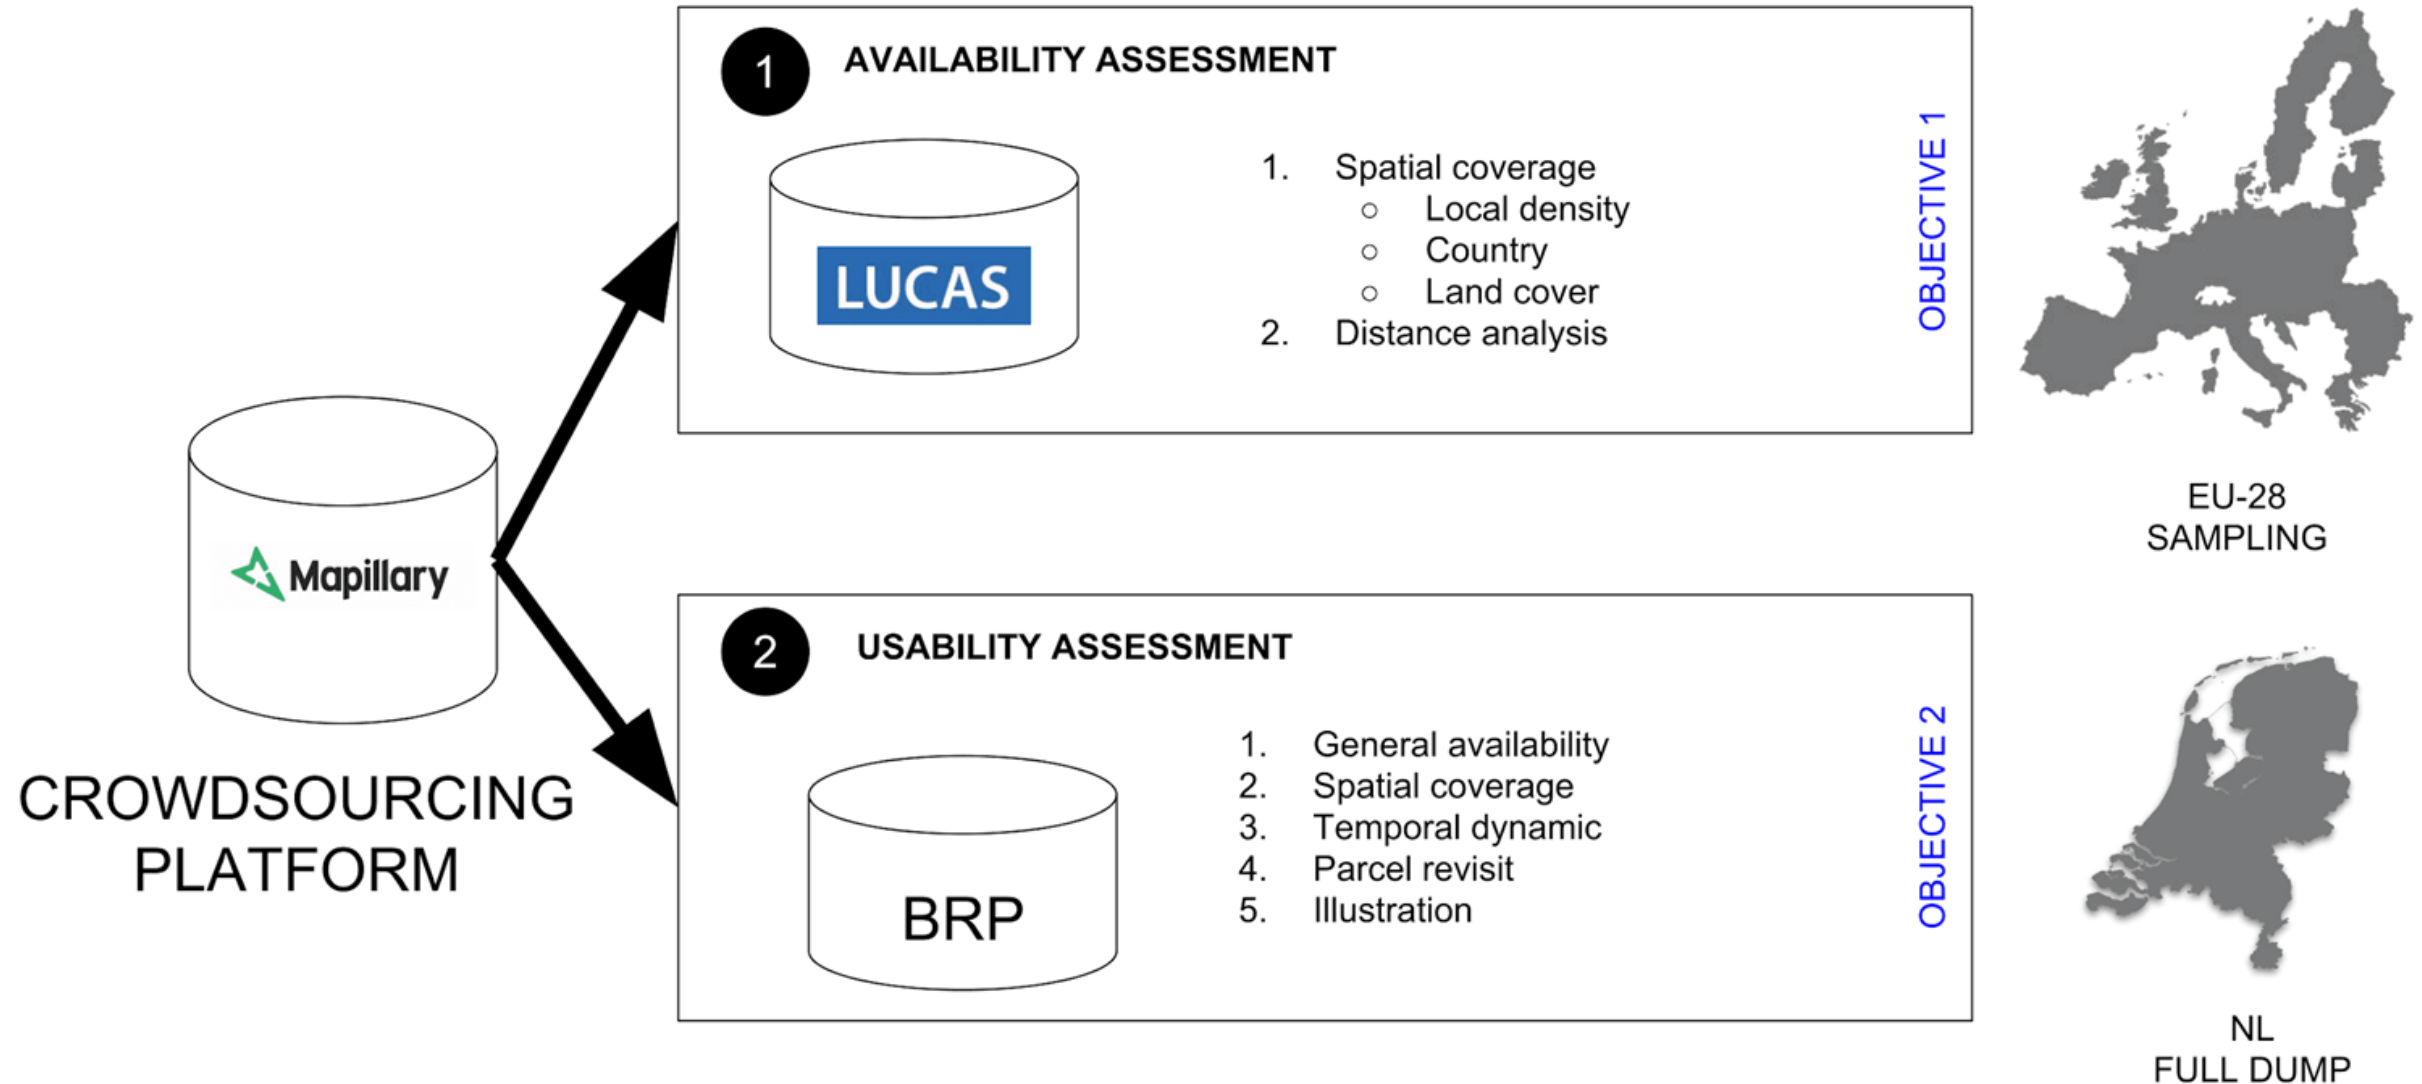 1
AVAILABILITY ASSESSMENT
LUCAS
1. Spatial coverage
○ Local density
○ Country
○ Land cover
2. Distance analysis
OBJECTIVE 1
EU-28
SAMPLING
Mapillary
CROWDSOURCING
PLATFORM
2
USABILITY ASSESSMENT
BRP
1. General availability
2. Spatial coverage
3. Temporal dynamic
4. Parcel revisit
5. Illustration
OBJECTIVE 2
NL
FULL DUMP